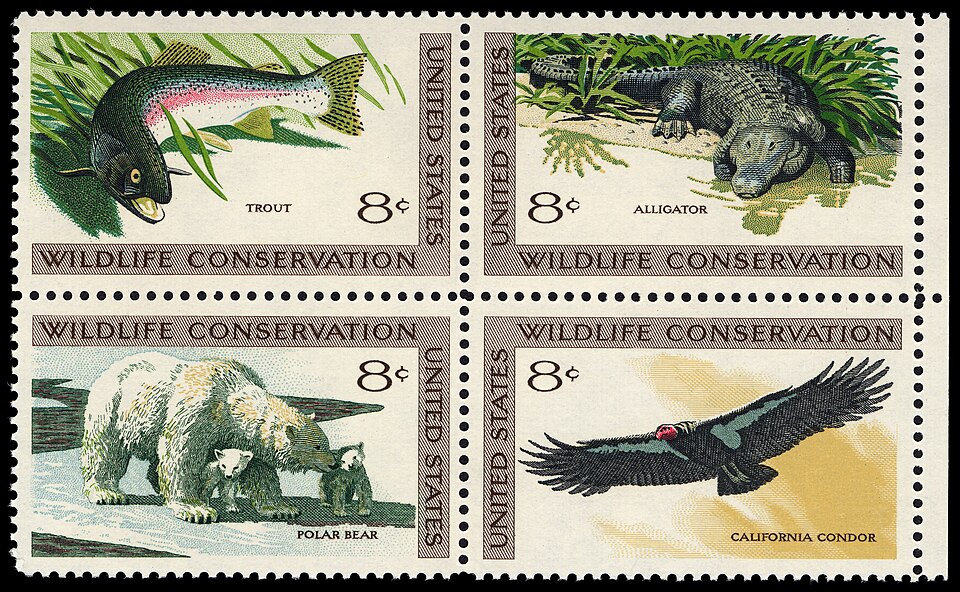 TROUT
8¢
UNITED STATES
WILDLIFE CONSERVATION
UNITED STATES
8¢
ALLIGATOR
WILDLIFE CONSERVATION
WILDLIFE CONSERVATION
8¢
UNITED STATES
POLAR BEAR
WILDLIFE CONSERVATION
UNITED STATES
8¢
CALIFORNIA CONDOR